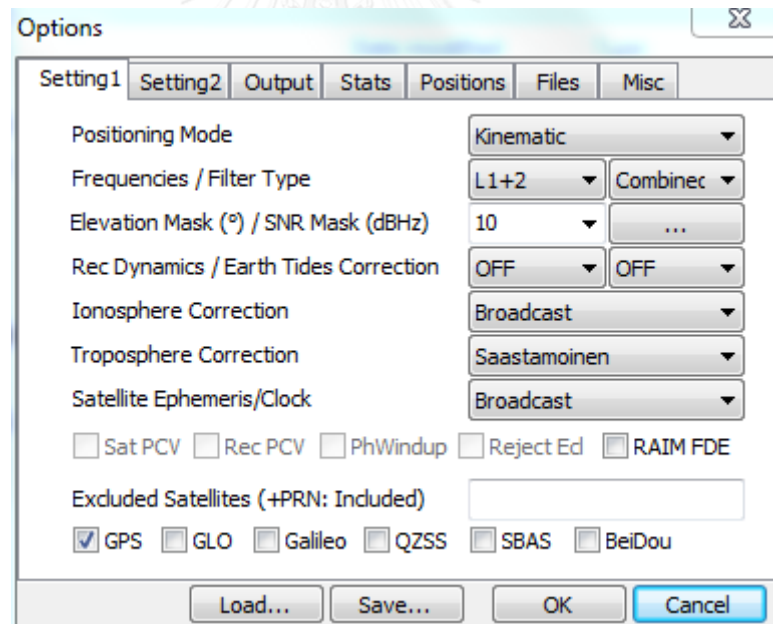 Options
Setting1 Setting2 Output Stats Positions Files Misc
Positioning Mode Kinematic
Frequencies / Filter Type L1+2 Combinec
Elevation Mask (°) / SNR Mask (dBHz) 10 ...
Rec Dynamics / Earth Tides Correction OFF OFF
Ionosphere Correction Broadcast
Troposphere Correction Saastamoinen
Satellite Ephemeris/Clock Broadcast
Sat PCV Rec PCV PhWindup Reject Ecl RAIM FDE
Excluded Satellites (+PRN: Included)
GPS GLO Galileo QZSS SBAS BeiDou
Load... Save... OK Cancel